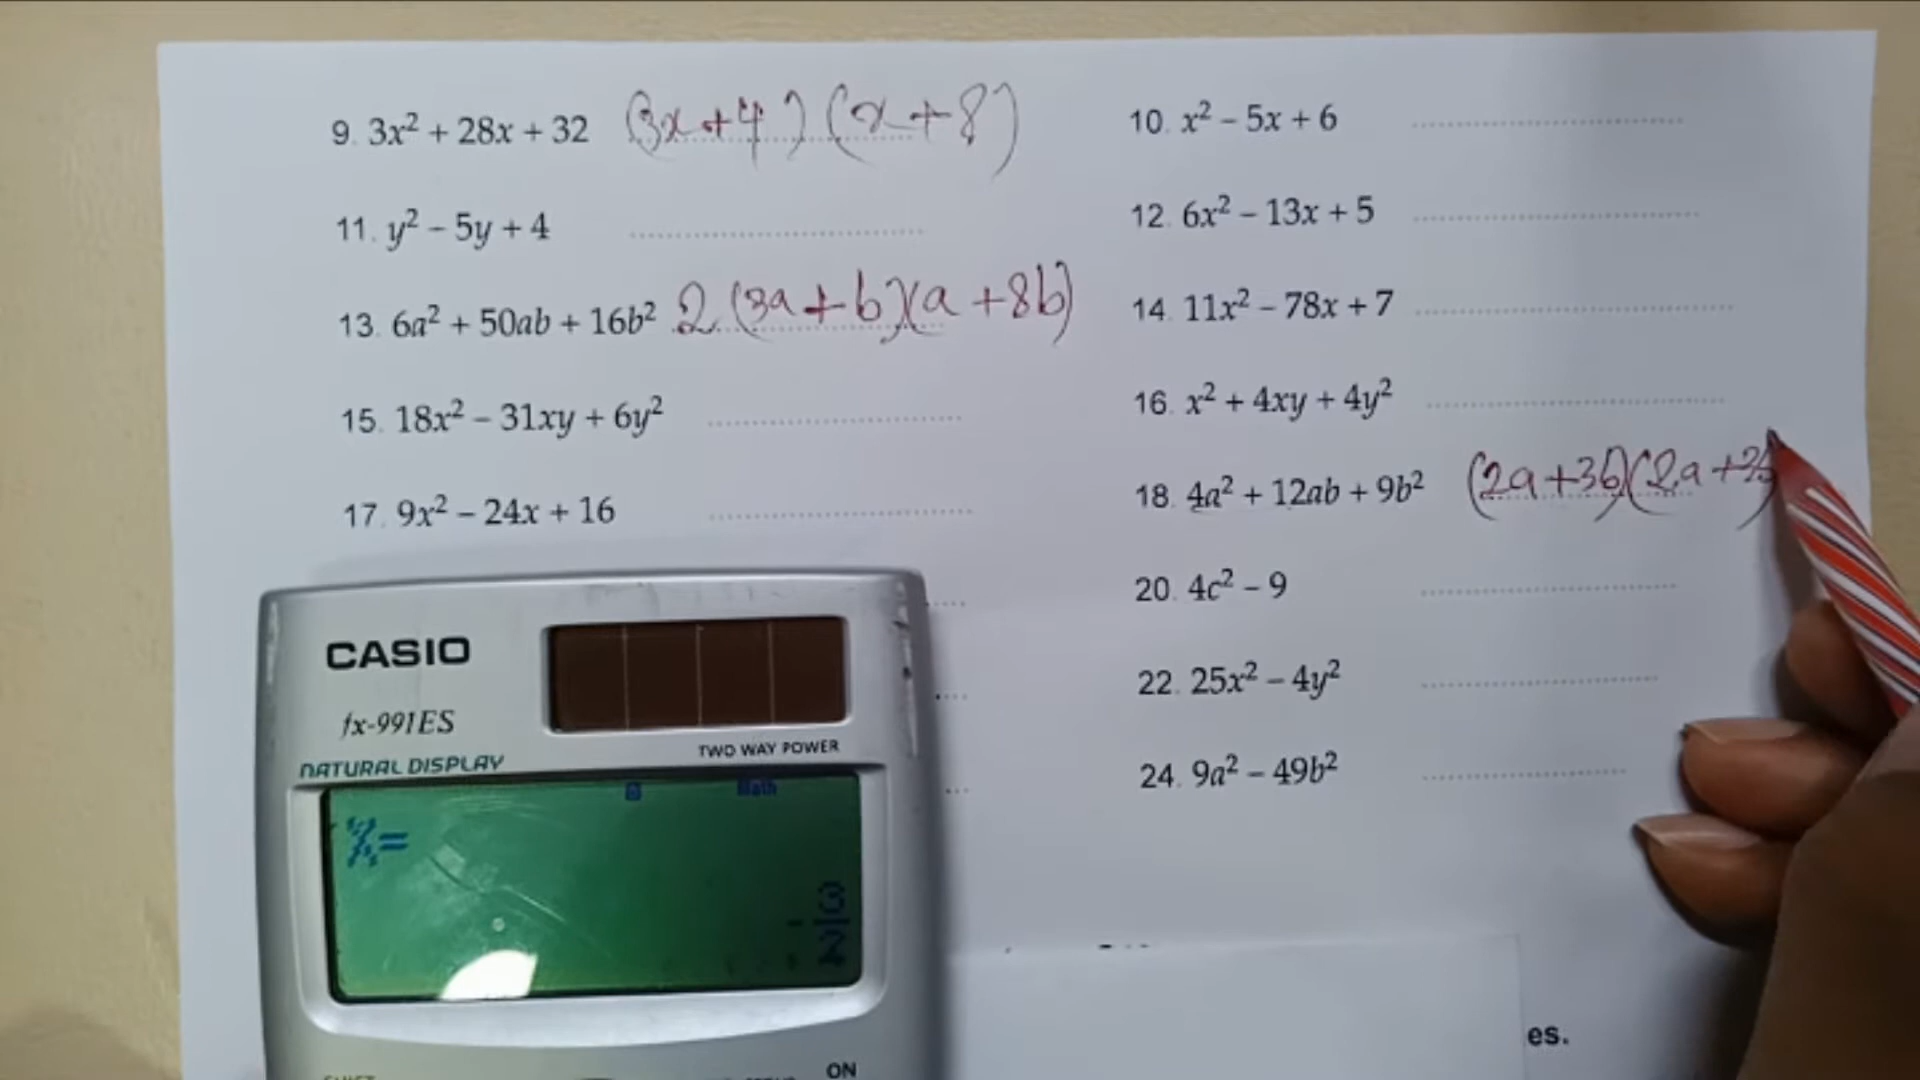 9. 3x² + 28x + 32 (3x+4)(x+8)
10. x² – 5x + 6
11. y² – 5y + 4
12. 6x² – 13x + 5
13. 6a² + 50ab + 16b² 2(3a+b)(a+8b)
14. 11x² – 78x + 7
15. 18x² – 31xy + 6y²
16. x² + 4xy + 4y²
17. 9x² – 24x + 16
18. 4a² + 12ab + 9b² (2a+3b)(2a+3b)
20. 4c² – 9
22. 25x² – 4y²
24. 9a² – 49b²
es.
CASIO
fx-991ES
TWO WAY POWER
NATURAL DISPLAY
D Math
X=
-3/2
ON